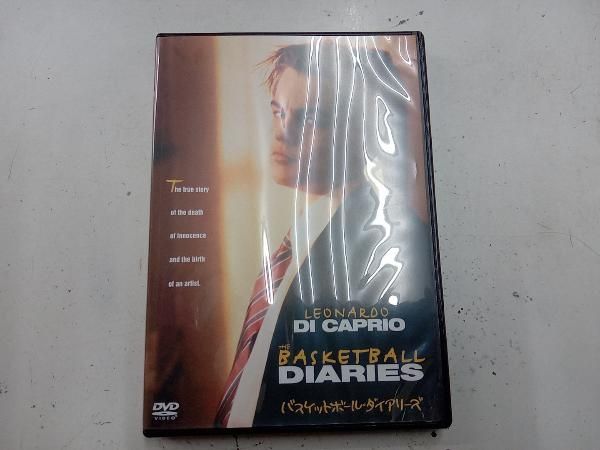 The true story
of the death
of innocence
and the birth
of an artist.
LEONARDO
DI CAPRIO
THE
BASKETBALL
DIARIES
バスケットボール・ダイアリーズ
DVD
VIDEO